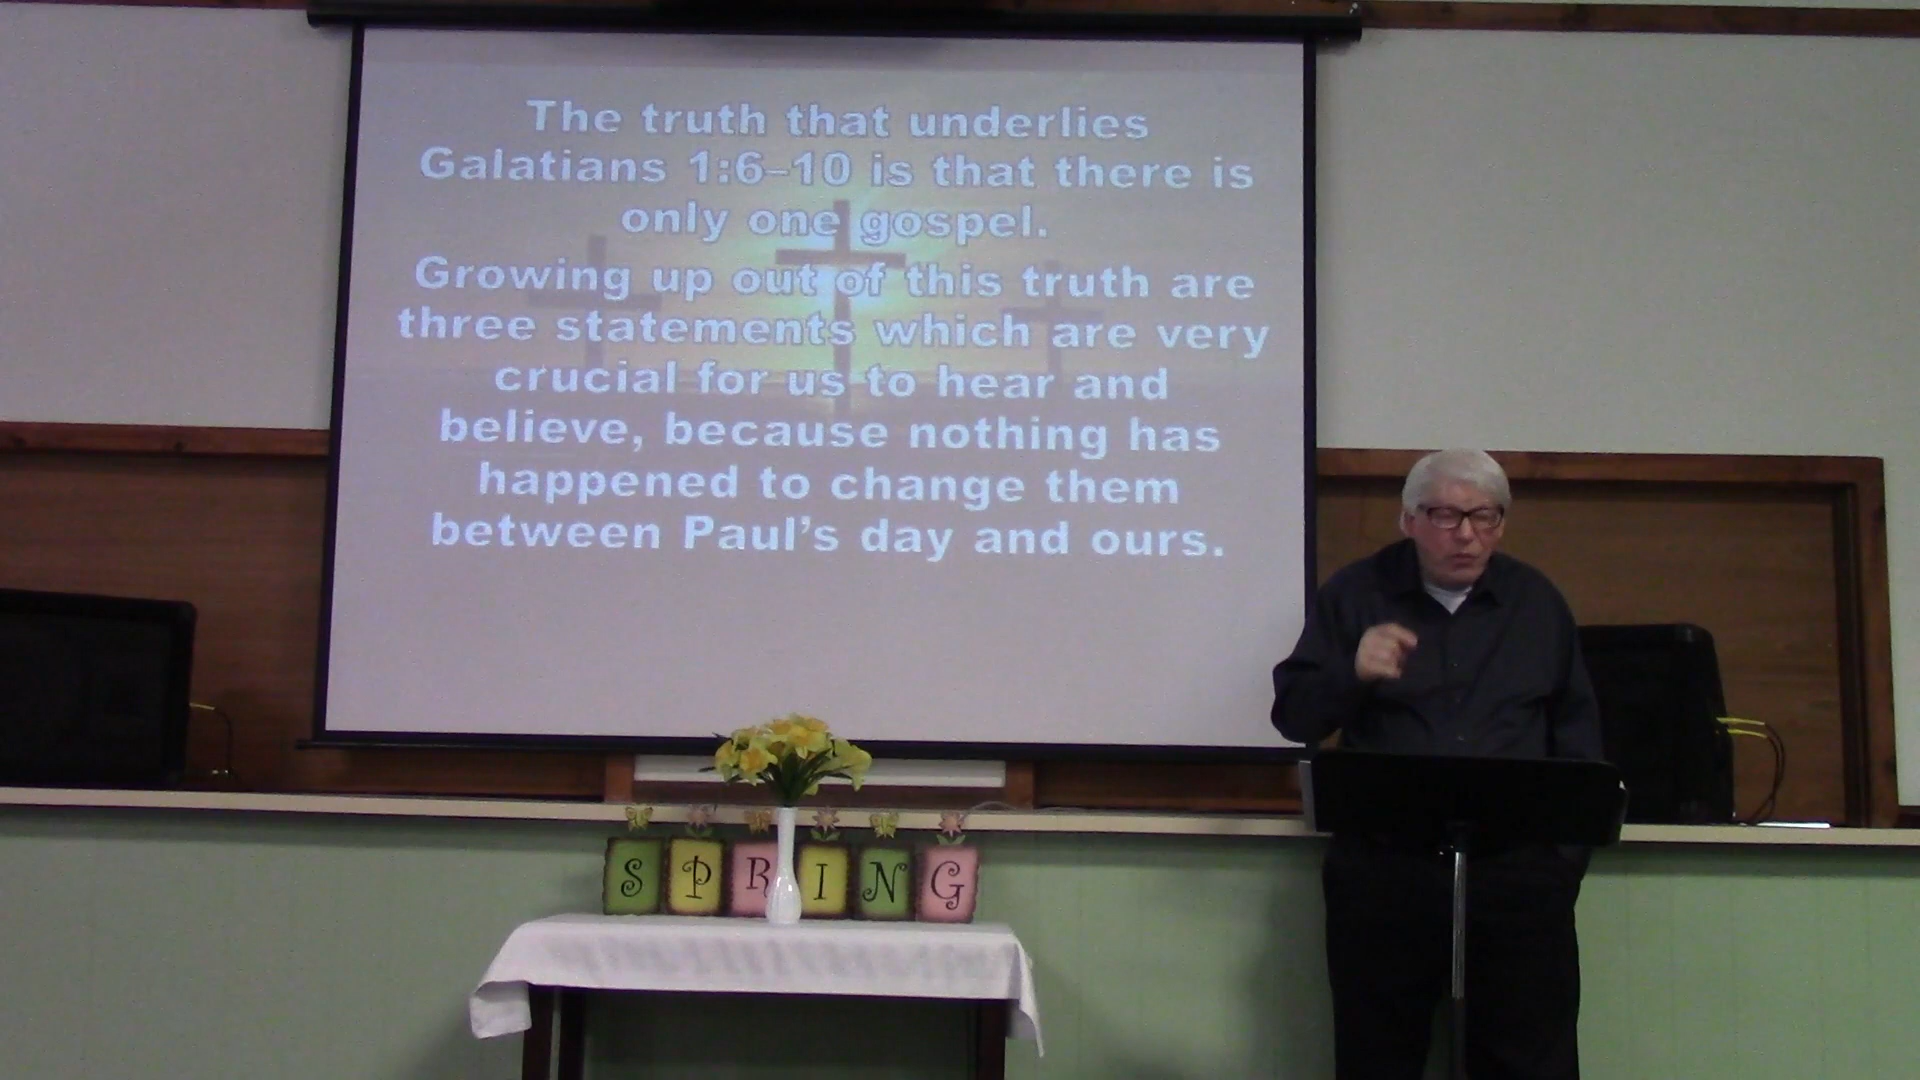 The truth that underlies
Galatians 1:6–10 is that there is
only one gospel.
Growing up out of this truth are
three statements which are very
crucial for us to hear and
believe, because nothing has
happened to change them
between Paul’s day and ours.
SPRING